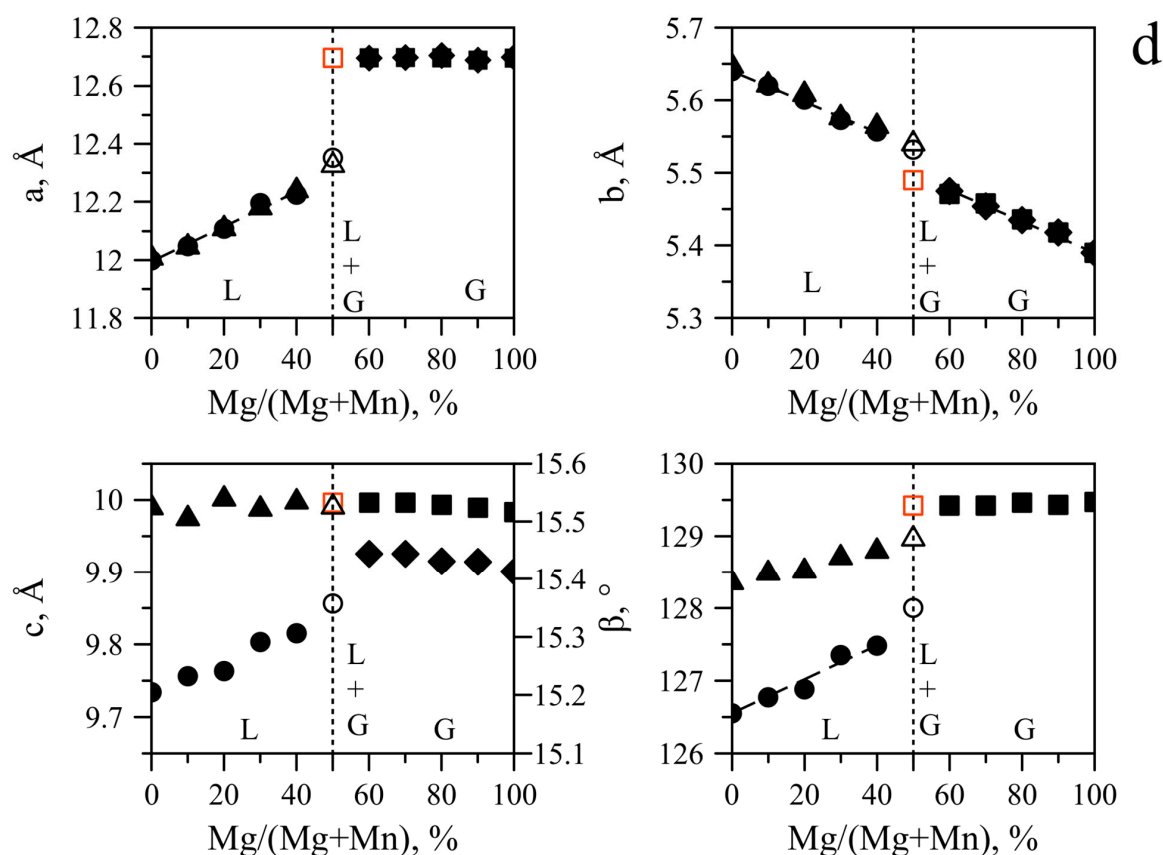 d
12.8
12.6
12.4
12.2
12
11.8
a, Å
L
L
+
G
G
0 20 40 60 80 100
Mg/(Mg+Mn), %
5.7
5.6
5.5
5.4
5.3
b, Å
L
L
+
G
G
0 20 40 60 80 100
Mg/(Mg+Mn), %
10
9.9
9.8
9.7
c, Å
15.6
15.5
15.4
15.3
15.2
15.1
L
L
+
G
G
0 20 40 60 80 100
Mg/(Mg+Mn), %
130
129
128
127
126
β, °
L
L
+
G
G
0 20 40 60 80 100
Mg/(Mg+Mn), %